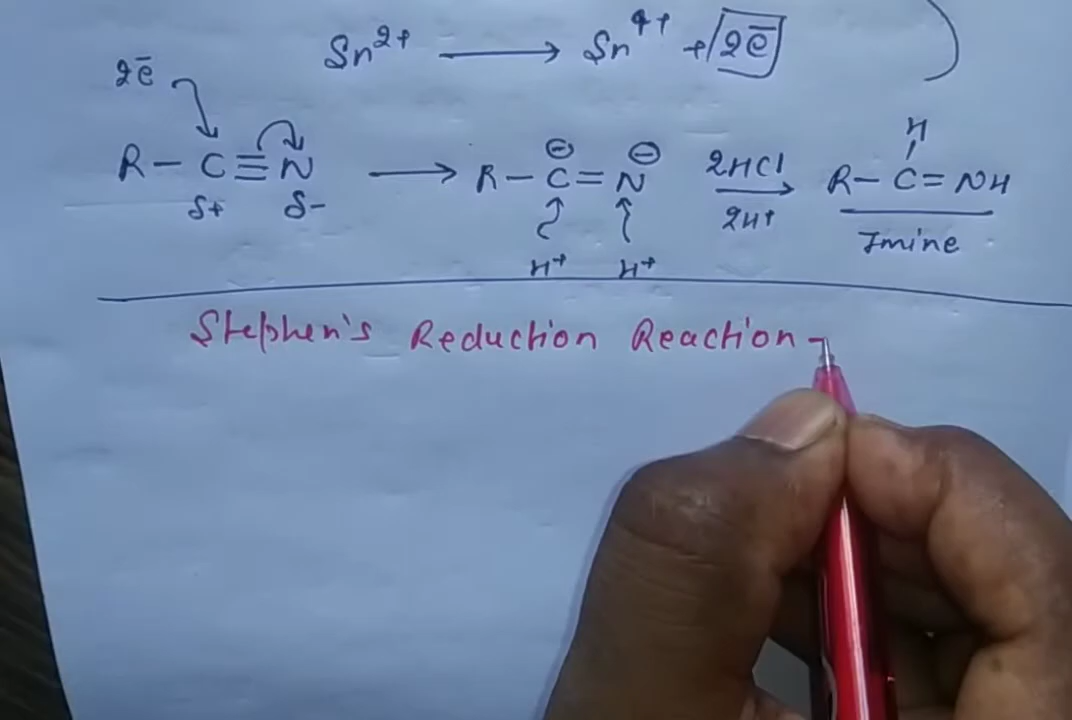 Sn²⁺ ⟶ Sn⁴⁺ + 2e̅
2e̅
R – C ≡ N ⟶ R – C = N 2HCl ⟶ 2H⁺ R – C = NH
H
δ+ δ-
⊖ ⊖
H⁺ H⁺
Imine
Stephen's Reduction Reaction -